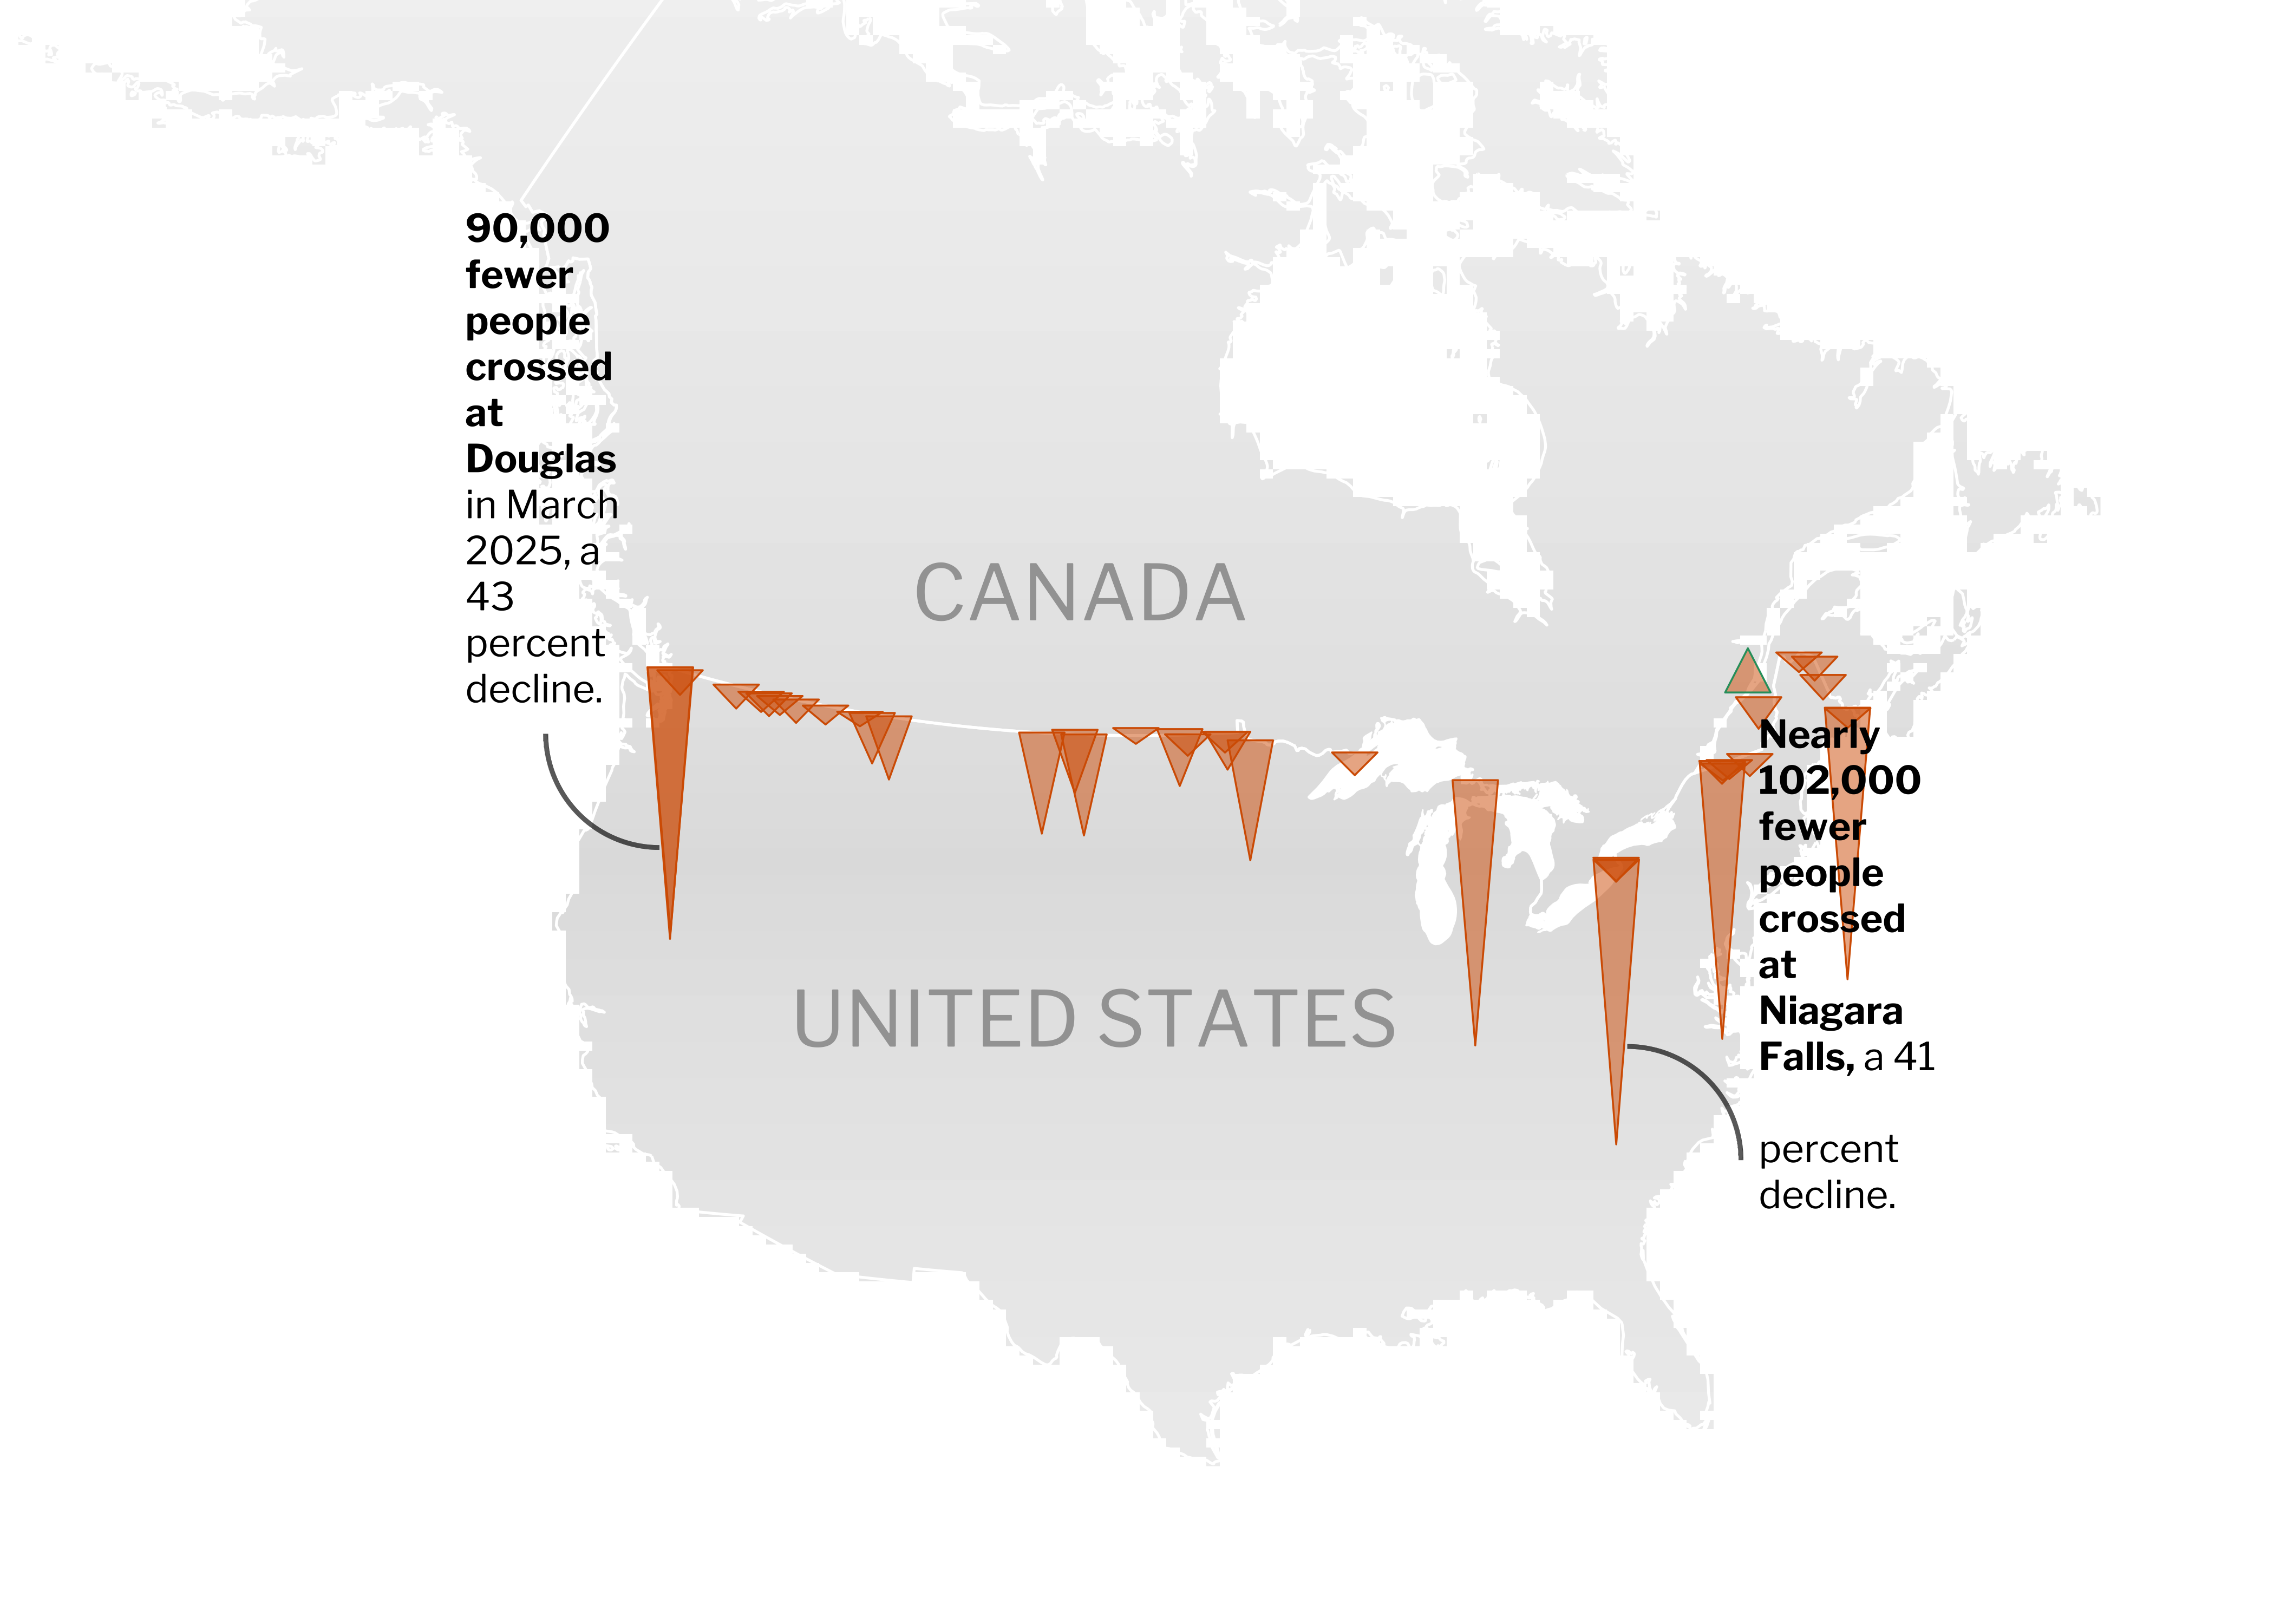 90,000
fewer
people
crossed
at
Douglas
in March
2025, a
43
percent
decline.
CANADA
UNITED STATES
Nearly
102,000
fewer
people
crossed
at
Niagara
Falls, a 41
percent
decline.